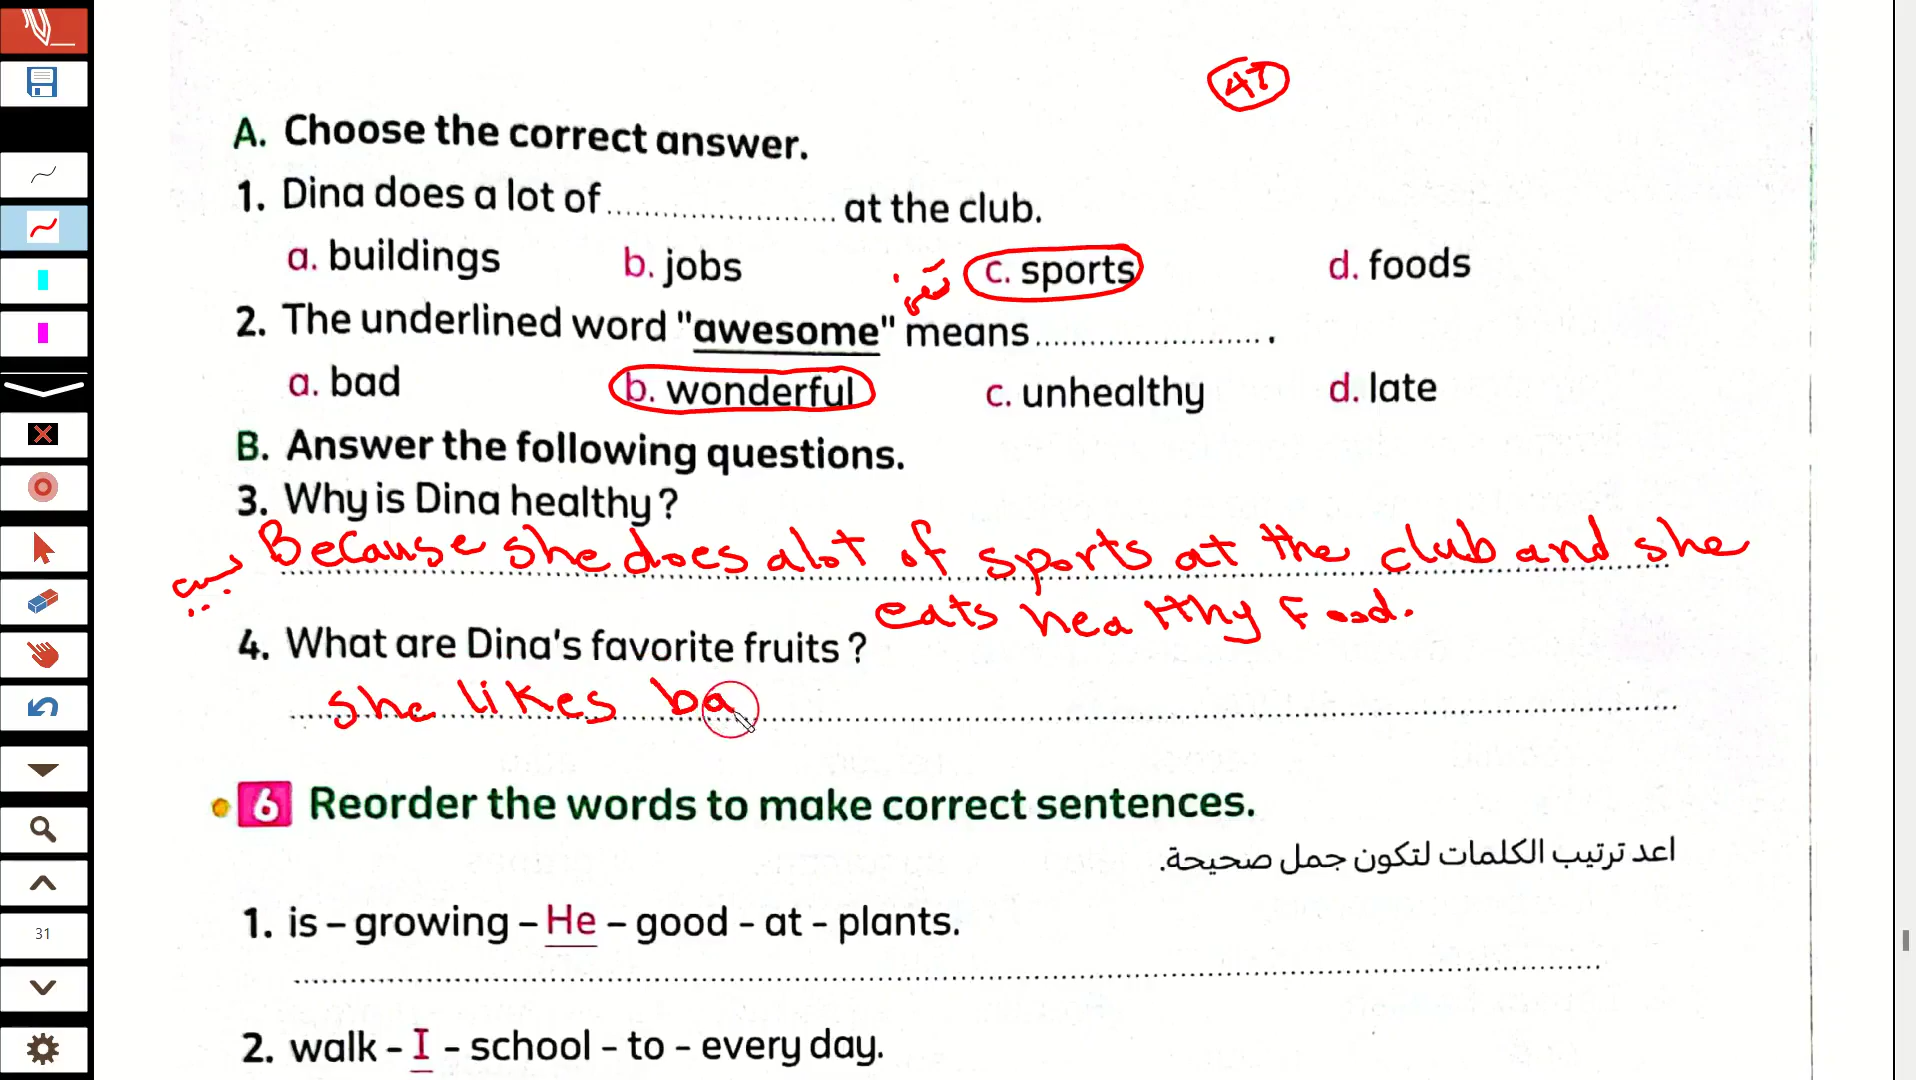 47
A. Choose the correct answer.
1. Dina does a lot of ........................ at the club.
a. buildings b. jobs c. sports d. foods
2. The underlined word "awesome" means ........................ .
a. bad b. wonderful c. unhealthy d. late
B. Answer the following questions.
3. Why is Dina healthy?
Because she does a lot of sports at the club and she
eats healthy food.
4. What are Dina's favorite fruits?
she likes ba
6 Reorder the words to make correct sentences.
اعد ترتيب الكلمات لتكون جمل صحيحة.
1. is – growing – He – good - at - plants.
2. walk - I - school - to - every day.
31